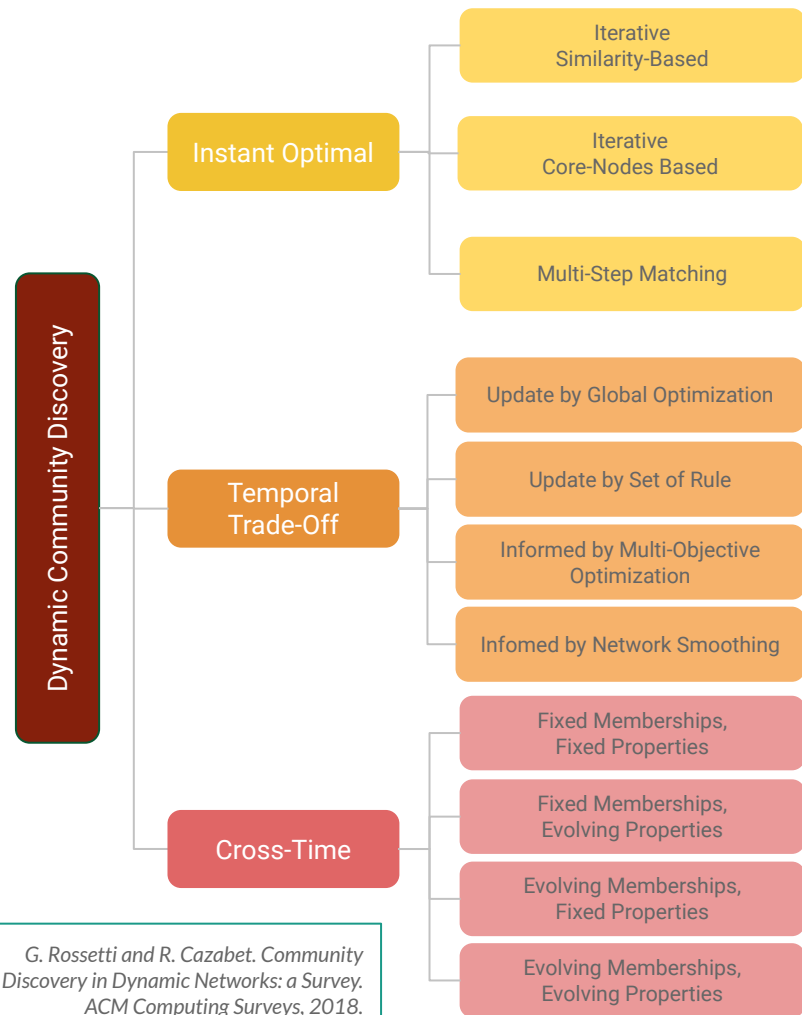 Dynamic Community Discovery
Instant Optimal
Iterative
Similarity-Based
Iterative
Core-Nodes Based
Multi-Step Matching
Temporal
Trade-Off
Update by Global Optimization
Update by Set of Rule
Informed by Multi-Objective
Optimization
Infomed by Network Smoothing
Cross-Time
Fixed Memberships,
Fixed Properties
Fixed Memberships,
Evolving Properties
Evolving Memberships,
Fixed Properties
Evolving Memberships,
Evolving Properties
G. Rossetti and R. Cazabet. Community
Discovery in Dynamic Networks: a Survey.
ACM Computing Surveys, 2018.